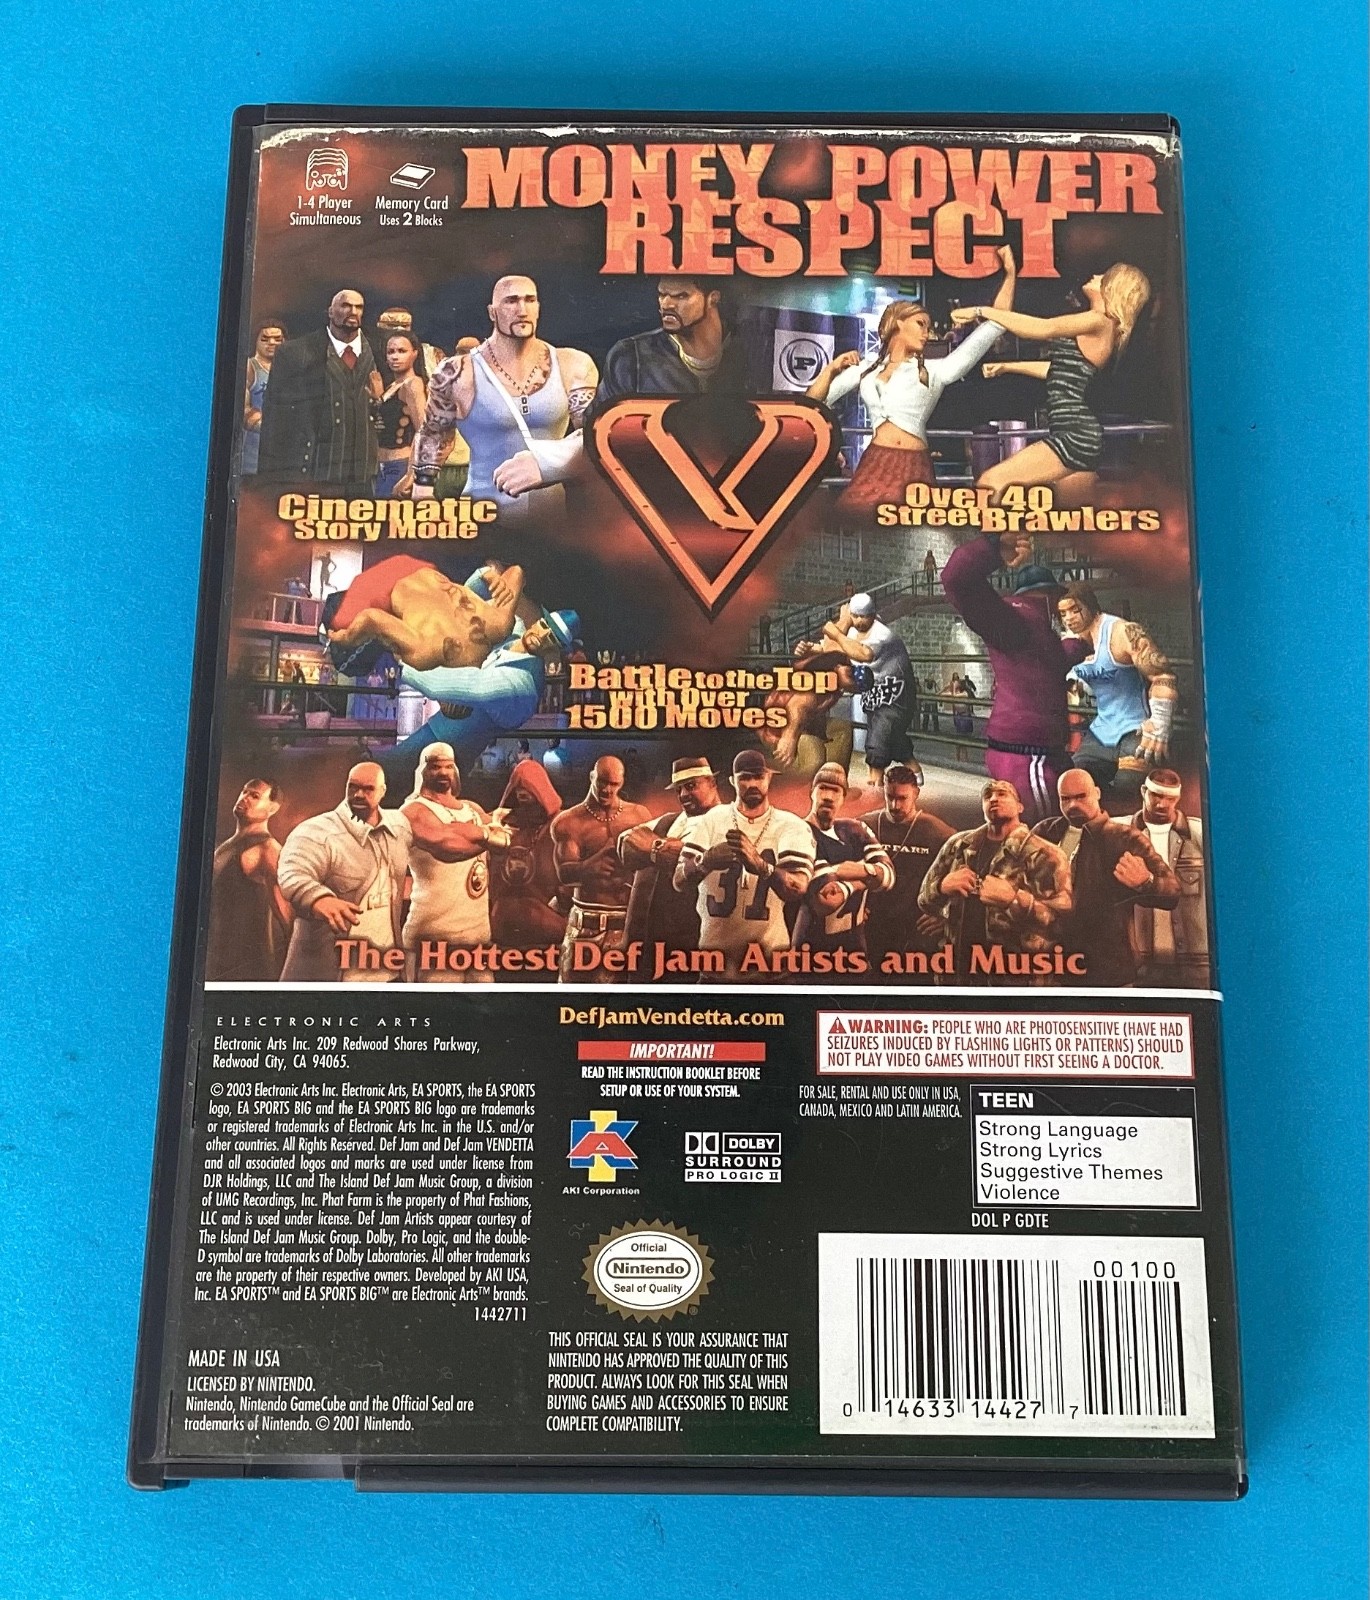 1-4 Player
Simultaneous
Memory Card
Uses 2 Blocks
MONEY POWER
RESPECT
P
Cinematic
Story Mode
Over 40
Street Brawlers
Battle to the Top
with Over
1500 Moves
37
The Hottest Def Jam Artists and Music
ELECTRONIC ARTS
Electronic Arts Inc. 209 Redwood Shores Parkway,
Redwood City, CA 94065.
© 2003 Electronic Arts Inc. Electronic Arts, EA SPORTS, the EA SPORTS
logo, EA SPORTS BIG and the EA SPORTS BIG logo are trademarks
or registered trademarks of Electronic Arts Inc. in the U.S. and/or
other countries. All Rights Reserved. Def Jam and Def Jam VENDETTA
and all associated logos and marks are used under license from
DJR Holdings, LLC and The Island Def Jam Music Group, a division
of UMG Recordings, Inc. Phat Farm is the property of Phat Fashions,
LLC and is used under license. Def Jam Artists appear courtesy of
The Island Def Jam Music Group. Dolby, Pro Logic, and the double-
D symbol are trademarks of Dolby Laboratories. All other trademarks
are the property of their respective owners. Developed by AKI USA,
Inc. EA SPORTS™ and EA SPORTS BIG™ are Electronic Arts™ brands.
1442711
MADE IN USA
LICENSED BY NINTENDO.
Nintendo, Nintendo GameCube and the Official Seal are
trademarks of Nintendo. © 2001 Nintendo.
DefJamVendetta.com
IMPORTANT!
READ THE INSTRUCTION BOOKLET BEFORE
SETUP OR USE OF YOUR SYSTEM.
AKI Corporation
DOLBY
SURROUND
PRO LOGIC II
Official
Nintendo
Seal of Quality
®
THIS OFFICIAL SEAL IS YOUR ASSURANCE THAT
NINTENDO HAS APPROVED THE QUALITY OF THIS
PRODUCT. ALWAYS LOOK FOR THIS SEAL WHEN
BUYING GAMES AND ACCESSORIES TO ENSURE
COMPLETE COMPATIBILITY.
WARNING: PEOPLE WHO ARE PHOTOSENSITIVE (HAVE HAD
SEIZURES INDUCED BY FLASHING LIGHTS OR PATTERNS) SHOULD
NOT PLAY VIDEO GAMES WITHOUT FIRST SEEING A DOCTOR.
FOR SALE, RENTAL AND USE ONLY IN USA,
CANADA, MEXICO AND LATIN AMERICA.
TEEN
Strong Language
Strong Lyrics
Suggestive Themes
Violence
DOL P GDTE
00100
0 14633 14427 7